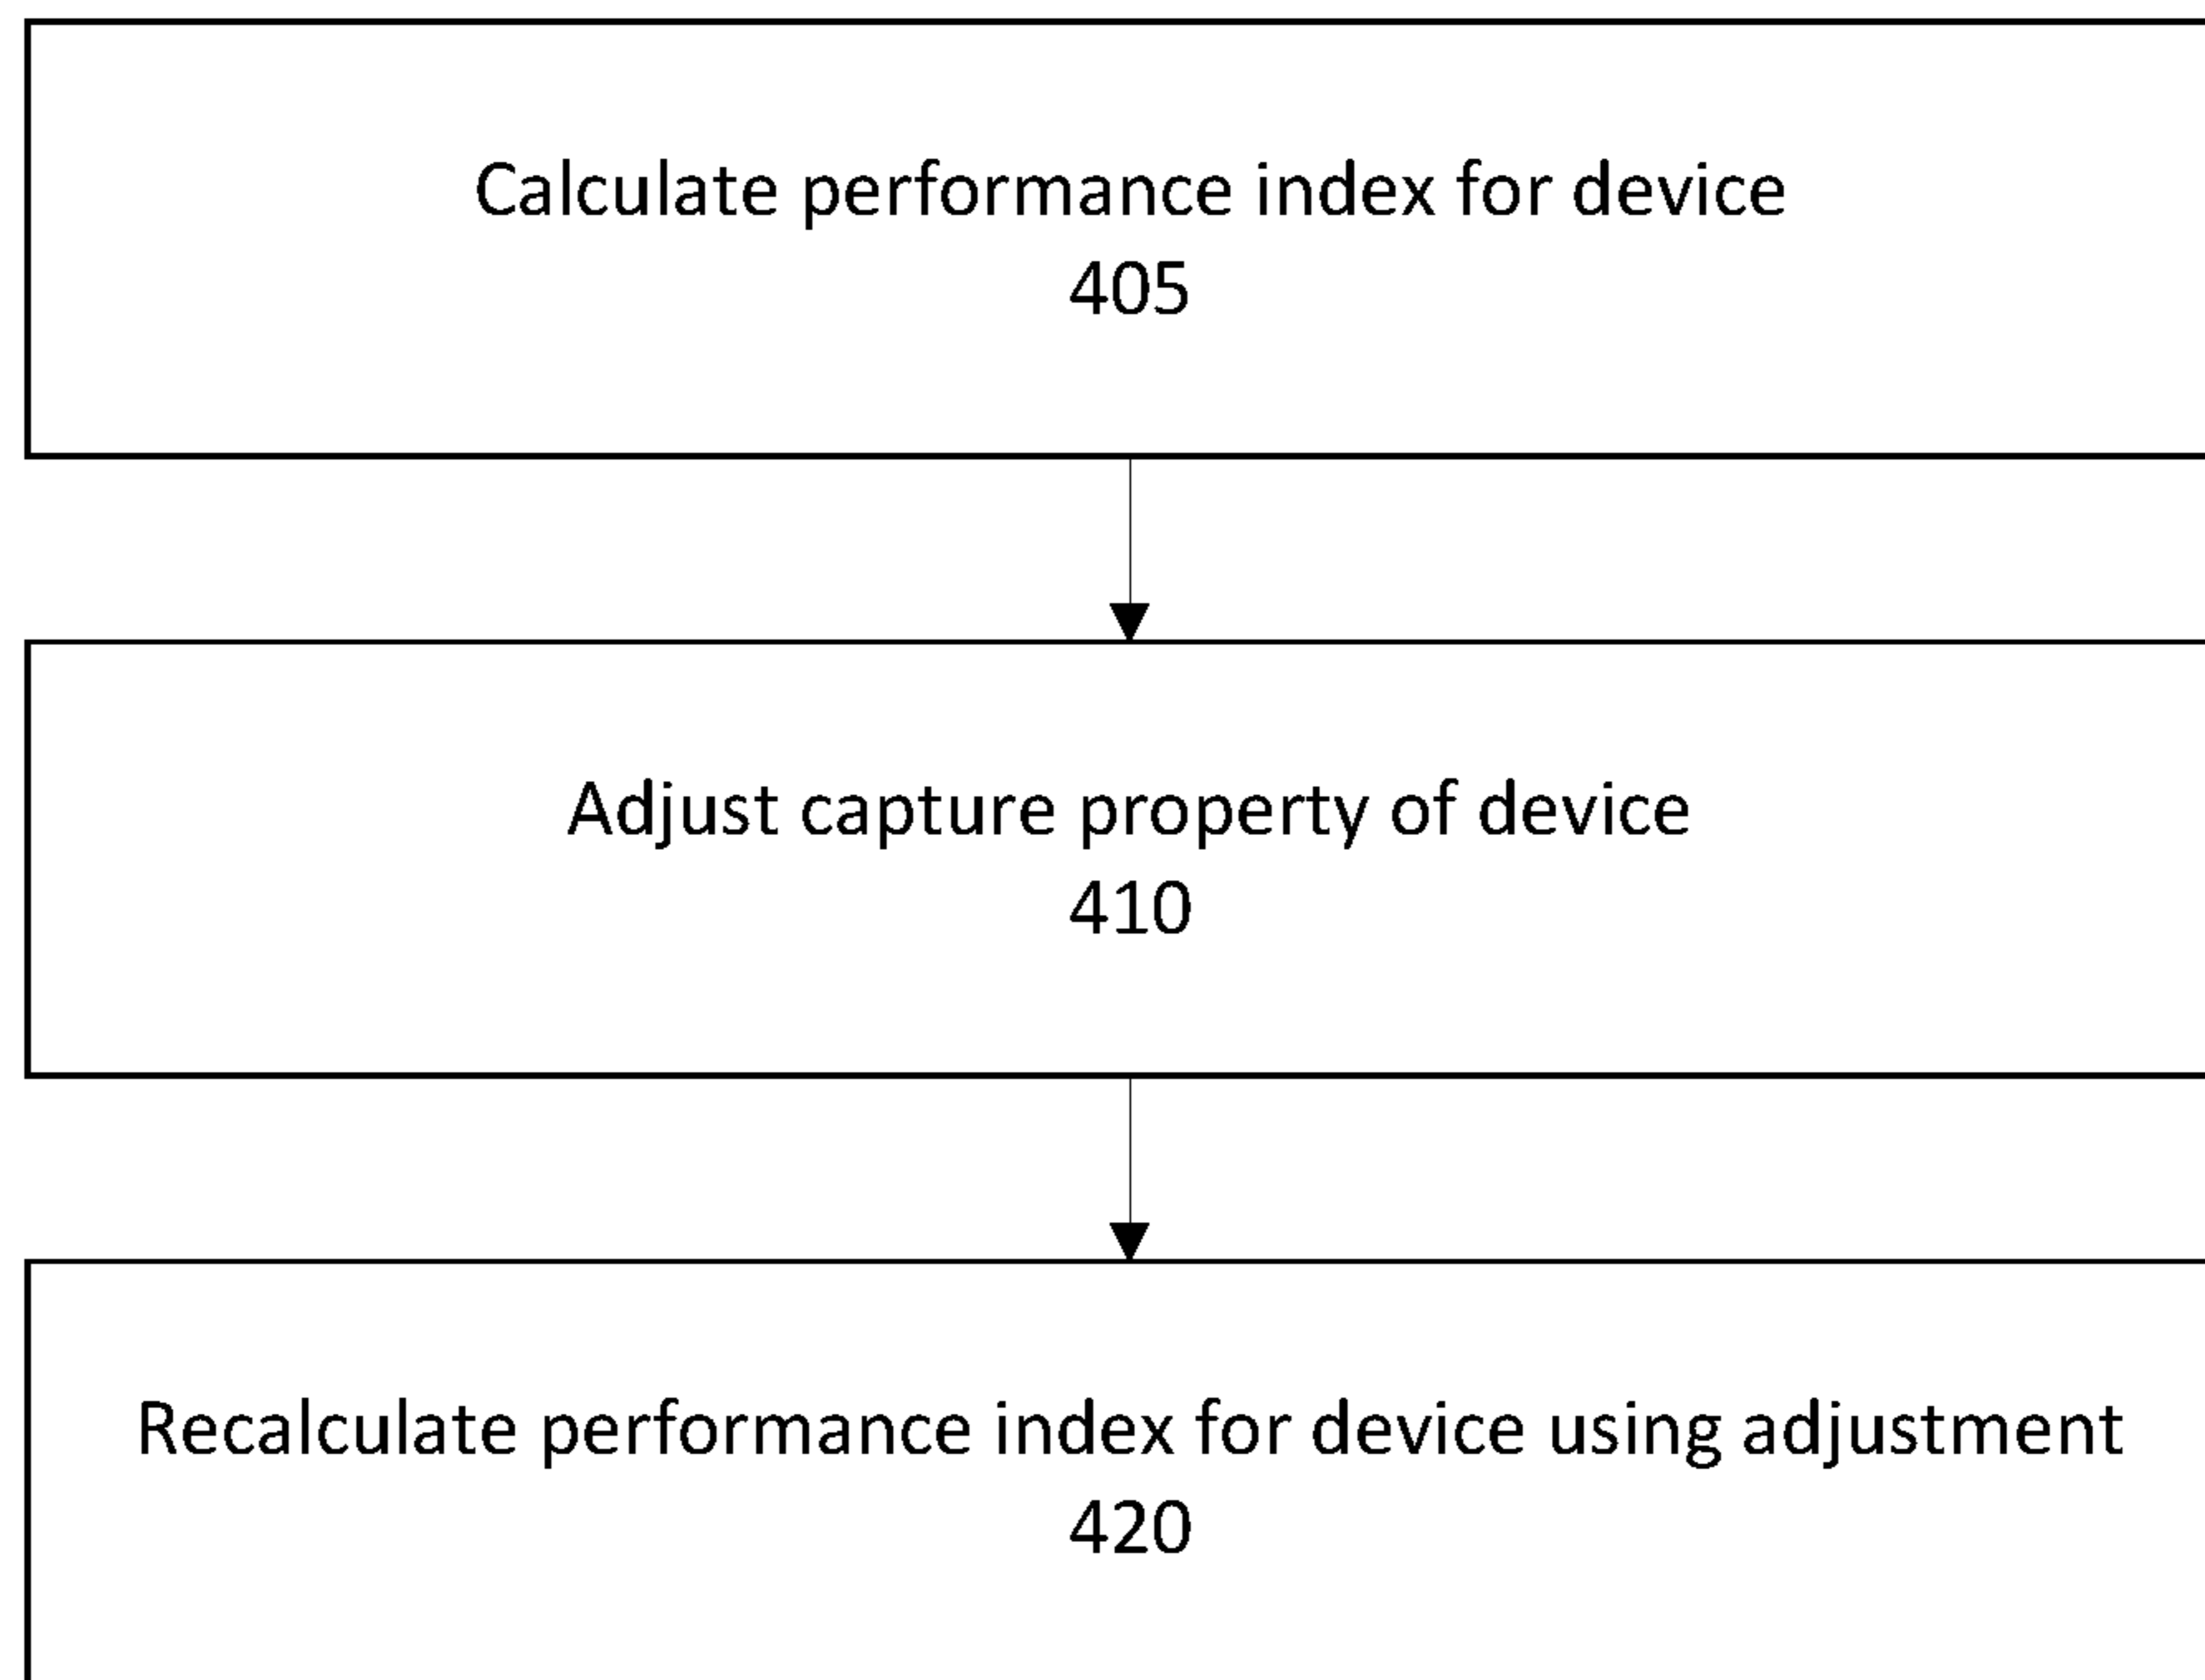 Calculate performance index for device
405
Adjust capture property of device
410
Recalculate performance index for device using adjustment
420